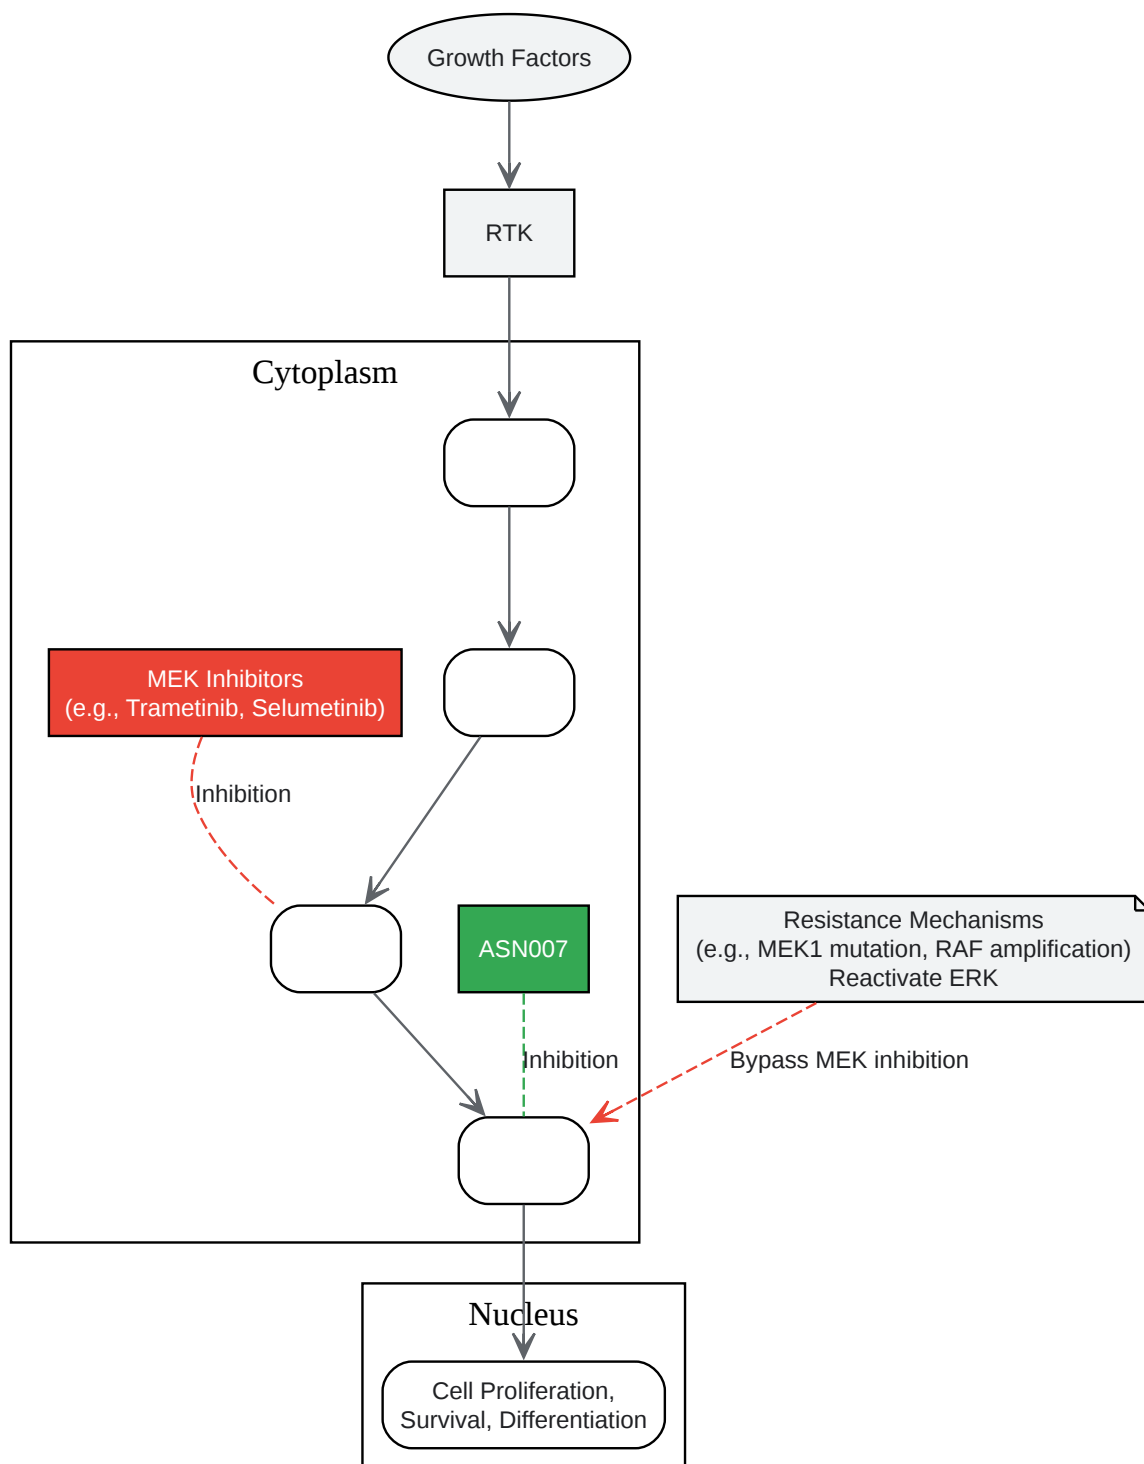 Growth Factors
RTK
Cytoplasm
MEK Inhibitors
(e.g., Trametinib, Selumetinib)
Inhibition
ASN007
Resistance Mechanisms
(e.g., MEK1 mutation, RAF amplification)
Reactivate ERK
Inhibition
Bypass MEK inhibition
Nucleus
Cell Proliferation,
Survival, Differentiation